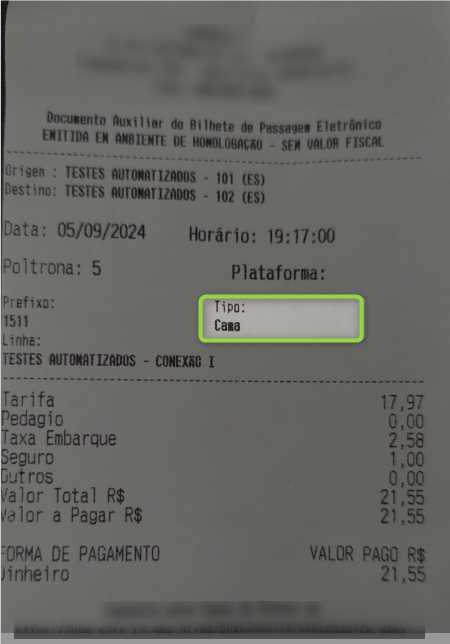 Documento Auxiliar do Bilhete de Passagem Eletrônico
EMITIDA EM AMBIENTE DE HOMOLOGAÇÃO - SEM VALOR FISCAL
Origem : TESTES AUTOMATIZADOS - 101 (ES)
Destino: TESTES AUTOMATIZADOS - 102 (ES)
Data: 05/09/2024 Horário: 19:17:00
Poltrona: 5 Plataforma:
Prefixo: Tipo:
1511 Cama
Linha:
TESTES AUTOMATIZADOS - CONEXÃO I
Tarifa 17,97
Pedagio 0,00
Taxa Embarque 2,58
Seguro 1,00
Outros 0,00
Valor Total R$ 21,55
Valor a Pagar R$ 21,55
FORMA DE PAGAMENTO VALOR PAGO R$
Dinheiro 21,55